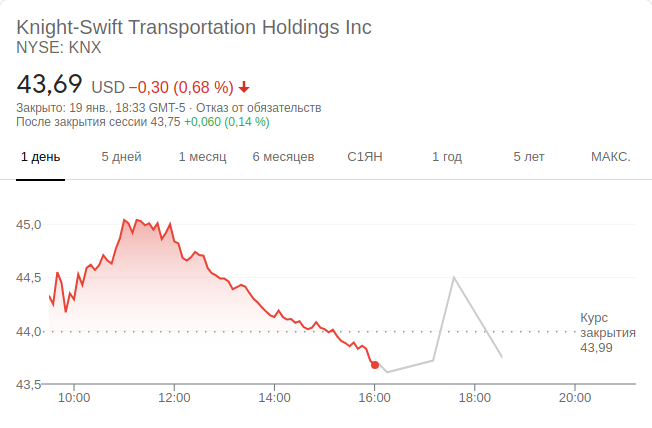 Knight-Swift Transportation Holdings Inc
NYSE: KNX
43,69 USD −0,30 (0,68 %)
Закрыто: 19 янв., 18:33 GMT-5 · Отказ от обязательств
После закрытия сессии 43,75 +0,060 (0,14 %)
1 день 5 дней 1 месяц 6 месяцев С1ЯН 1 год 5 лет МАКС.
45,0
44,5
44,0
43,5
Курс
закрытия
43,99
10:00 12:00 14:00 16:00 18:00 20:00